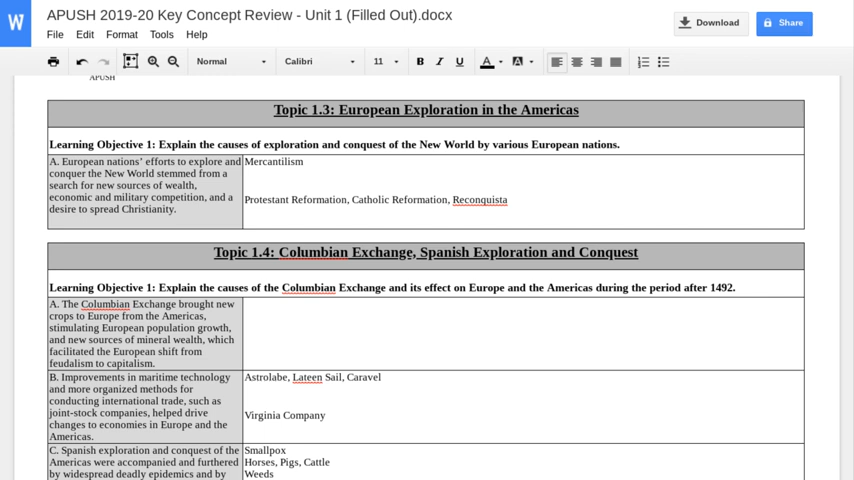 W
APUSH 2019-20 Key Concept Review - Unit 1 (Filled Out).docx
File Edit Format Tools Help
Download
Share
Normal
Calibri
11
B I U A A
APUSH
Topic 1.3: European Exploration in the Americas
Learning Objective 1: Explain the causes of exploration and conquest of the New World by various European nations.
A. European nations’ efforts to explore and
conquer the New World stemmed from a
search for new sources of wealth,
economic and military competition, and a
desire to spread Christianity.
Mercantilism
Protestant Reformation, Catholic Reformation, Reconquista
Topic 1.4: Columbian Exchange, Spanish Exploration and Conquest
Learning Objective 1: Explain the causes of the Columbian Exchange and its effect on Europe and the Americas during the period after 1492.
A. The Columbian Exchange brought new
crops to Europe from the Americas,
stimulating European population growth,
and new sources of mineral wealth, which
facilitated the European shift from
feudalism to capitalism.
B. Improvements in maritime technology
and more organized methods for
conducting international trade, such as
joint-stock companies, helped drive
changes to economies in Europe and the
Americas.
Astrolabe, Lateen Sail, Caravel
Virginia Company
C. Spanish exploration and conquest of the
Americas were accompanied and furthered
by widespread deadly epidemics and by
Smallpox
Horses, Pigs, Cattle
Weeds